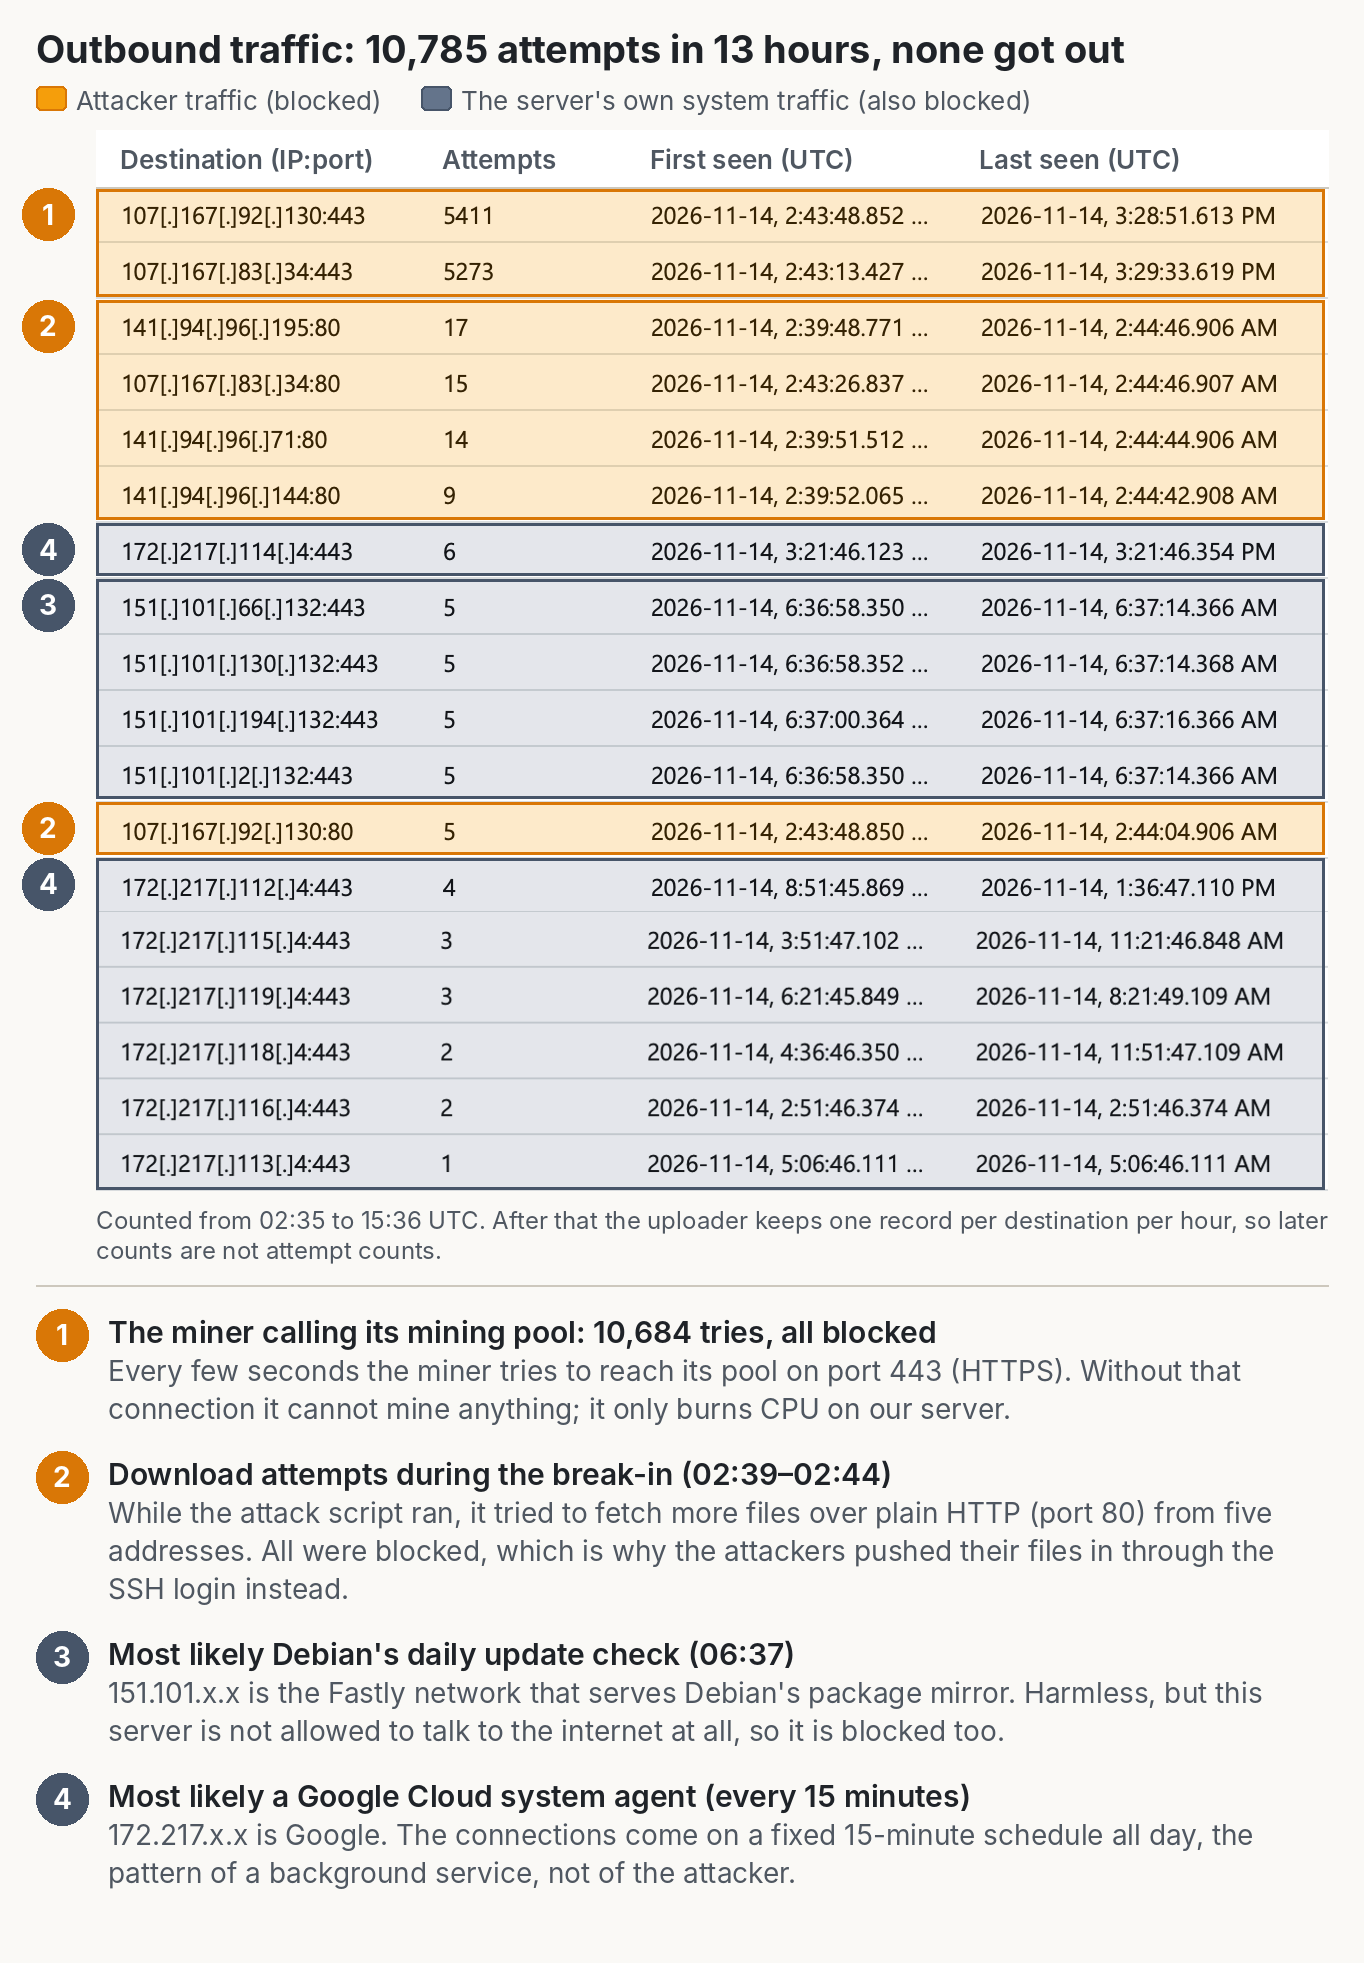 Outbound traffic: 10,785 attempts in 13 hours, none got out
Attacker traffic (blocked) The server's own system traffic (also blocked)
Destination (IP:port) Attempts First seen (UTC) Last seen (UTC)
1 107[.]167[.]92[.]130:443 5411 2026-11-14, 2:43:48.852 ... 2026-11-14, 3:28:51.613 PM
107[.]167[.]83[.]34:443 5273 2026-11-14, 2:43:13.427 ... 2026-11-14, 3:29:33.619 PM
2 141[.]94[.]96[.]195:80 17 2026-11-14, 2:39:48.771 ... 2026-11-14, 2:44:46.906 AM
107[.]167[.]83[.]34:80 15 2026-11-14, 2:43:26.837 ... 2026-11-14, 2:44:46.907 AM
141[.]94[.]96[.]71:80 14 2026-11-14, 2:39:51.512 ... 2026-11-14, 2:44:44.906 AM
141[.]94[.]96[.]144:80 9 2026-11-14, 2:39:52.065 ... 2026-11-14, 2:44:42.908 AM
4 172[.]217[.]114[.]4:443 6 2026-11-14, 3:21:46.123 ... 2026-11-14, 3:21:46.354 PM
3 151[.]101[.]66[.]132:443 5 2026-11-14, 6:36:58.350 ... 2026-11-14, 6:37:14.366 AM
151[.]101[.]130[.]132:443 5 2026-11-14, 6:36:58.352 ... 2026-11-14, 6:37:14.368 AM
151[.]101[.]194[.]132:443 5 2026-11-14, 6:37:00.364 ... 2026-11-14, 6:37:16.366 AM
151[.]101[.]2[.]132:443 5 2026-11-14, 6:36:58.350 ... 2026-11-14, 6:37:14.366 AM
2 107[.]167[.]92[.]130:80 5 2026-11-14, 2:43:48.850 ... 2026-11-14, 2:44:04.906 AM
4 172[.]217[.]112[.]4:443 4 2026-11-14, 8:51:45.869 ... 2026-11-14, 1:36:47.110 PM
172[.]217[.]115[.]4:443 3 2026-11-14, 3:51:47.102 ... 2026-11-14, 11:21:46.848 AM
172[.]217[.]119[.]4:443 3 2026-11-14, 6:21:45.849 ... 2026-11-14, 8:21:49.109 AM
172[.]217[.]118[.]4:443 2 2026-11-14, 4:36:46.350 ... 2026-11-14, 11:51:47.109 AM
172[.]217[.]116[.]4:443 2 2026-11-14, 2:51:46.374 ... 2026-11-14, 2:51:46.374 AM
172[.]217[.]113[.]4:443 1 2026-11-14, 5:06:46.111 ... 2026-11-14, 5:06:46.111 AM
Counted from 02:35 to 15:36 UTC. After that the uploader keeps one record per destination per hour, so later
counts are not attempt counts.
1 The miner calling its mining pool: 10,684 tries, all blocked
Every few seconds the miner tries to reach its pool on port 443 (HTTPS). Without that
connection it cannot mine anything; it only burns CPU on our server.
2 Download attempts during the break-in (02:39–02:44)
While the attack script ran, it tried to fetch more files over plain HTTP (port 80) from five
addresses. All were blocked, which is why the attackers pushed their files in through the
SSH login instead.
3 Most likely Debian's daily update check (06:37)
151.101.x.x is the Fastly network that serves Debian's package mirror. Harmless, but this
server is not allowed to talk to the internet at all, so it is blocked too.
4 Most likely a Google Cloud system agent (every 15 minutes)
172.217.x.x is Google. The connections come on a fixed 15-minute schedule all day, the
pattern of a background service, not of the attacker.